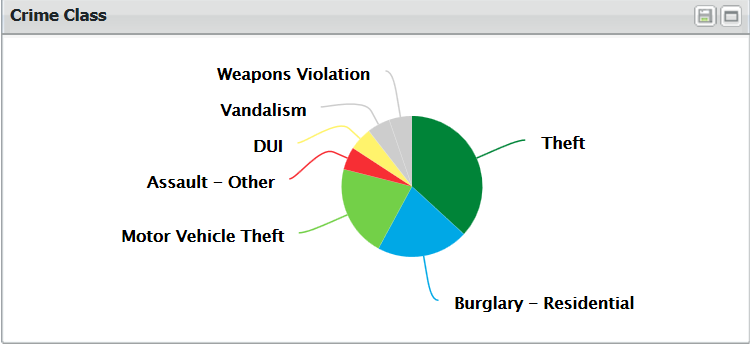 Crime Class
Weapons Violation
Vandalism
DUI
Theft
Assault - Other
Motor Vehicle Theft
Burglary - Residential